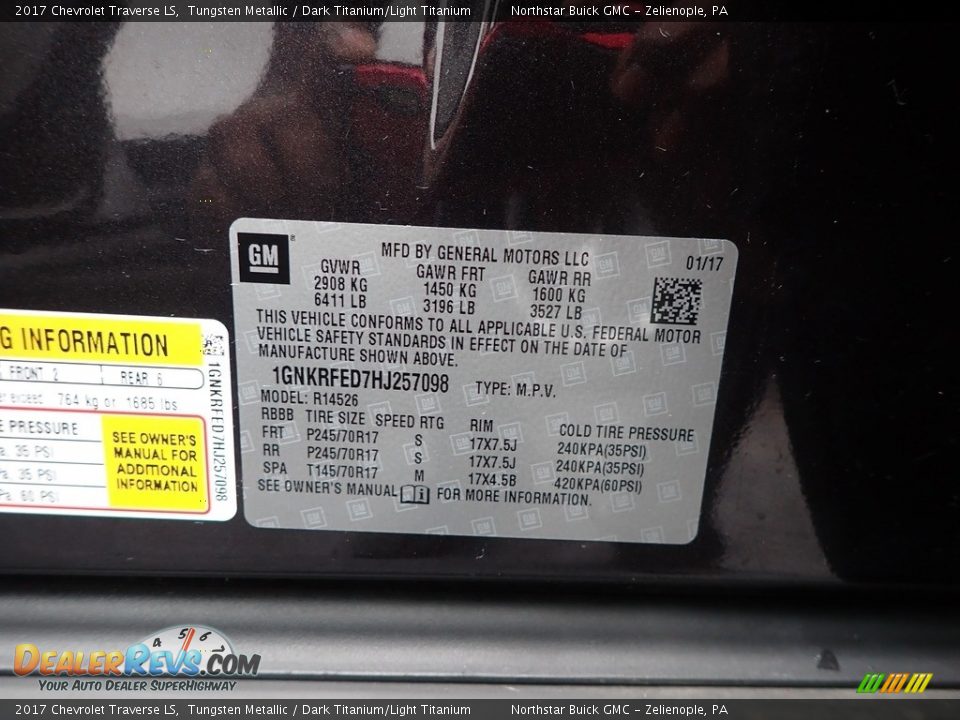 2017 Chevrolet Traverse LS, Tungsten Metallic / Dark Titanium/Light Titanium Northstar Buick GMC - Zelienople, PA
GM
MFD BY GENERAL MOTORS LLC 01/17
GVWR GAWR FRT GAWR RR
2908 KG 1450 KG 1600 KG
6411 LB 3196 LB 3527 LB
THIS VEHICLE CONFORMS TO ALL APPLICABLE U.S. FEDERAL MOTOR
VEHICLE SAFETY STANDARDS IN EFFECT ON THE DATE OF
MANUFACTURE SHOWN ABOVE.
1GNKRFED7HJ257098 TYPE: M.P.V.
MODEL: R14526
RBBB TIRE SIZE SPEED RTG RIM COLD TIRE PRESSURE
FRT P245/70R17 S 17X7.5J 240KPA(35PSI)
RR P245/70R17 S 17X7.5J 240KPA(35PSI)
SPA T145/70R17 M 17X4.5B 420KPA(60PSI)
SEE OWNER'S MANUAL FOR MORE INFORMATION.
G INFORMATION
FRONT 2 REAR 6
764 kg or 1685 lbs
PRESSURE
35 PSI
35 PSI
60 PSI
SEE OWNER'S
MANUAL FOR
ADDITIONAL
INFORMATION
1GNKRFED7HJ257098
4 5 6
DEALERREVS.COM
YOUR AUTO DEALER SUPERHIGHWAY
2017 Chevrolet Traverse LS, Tungsten Metallic / Dark Titanium/Light Titanium Northstar Buick GMC - Zelienople, PA